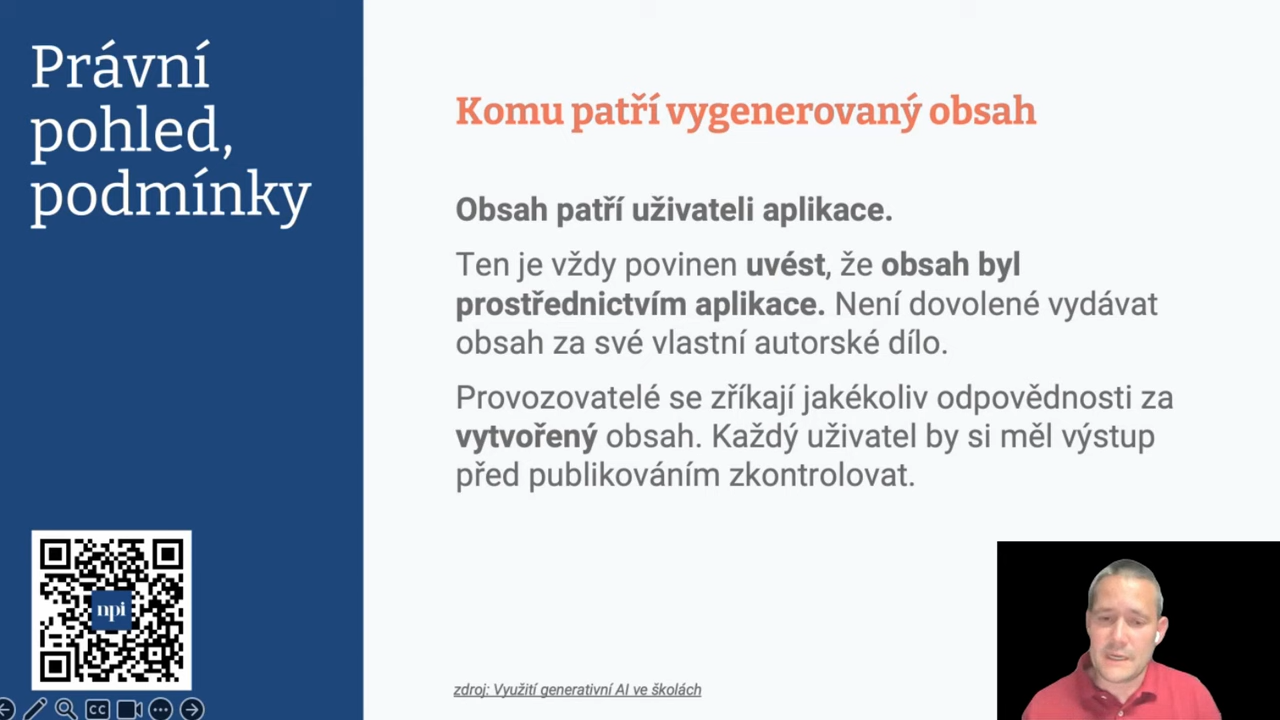 Právní
pohled,
podmínky
Komu patří vygenerovaný obsah
Obsah patří uživateli aplikace.
Ten je vždy povinen uvést, že obsah byl
prostřednictvím aplikace. Není dovolené vydávat
obsah za své vlastní autorské dílo.
Provozovatelé se zříkají jakékoliv odpovědnosti za
vytvořený obsah. Každý uživatel by si měl výstup
před publikováním zkontrolovat.
npi
zdroj: Využití generativní AI ve školách
CC